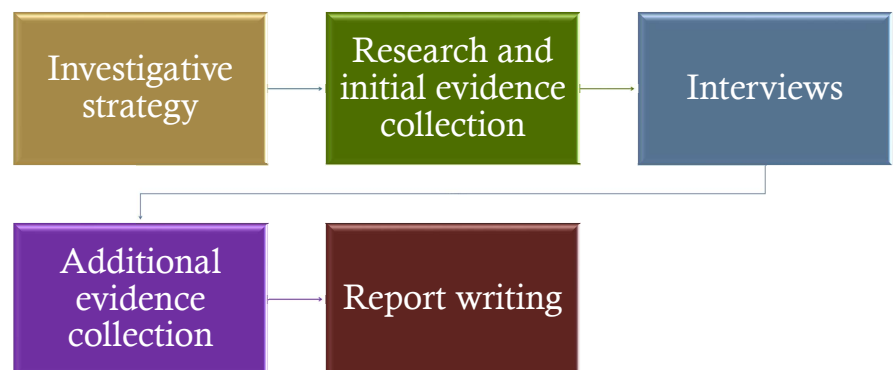 Investigative
strategy
Research and
initial evidence
collection
Interviews
Additional
evidence
collection
Report writing